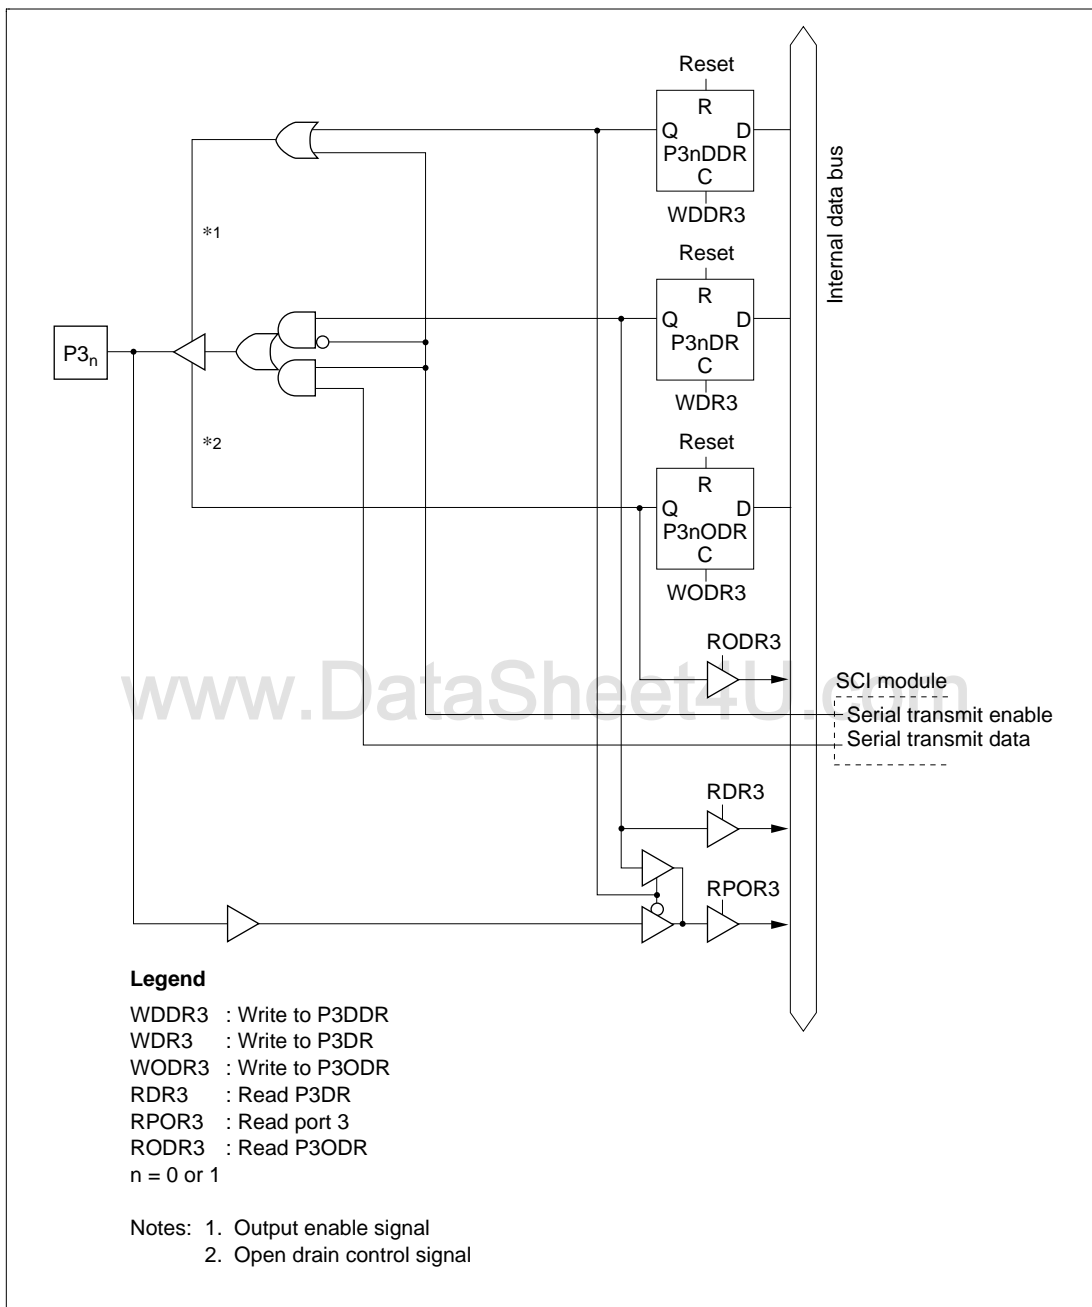 Reset
R
Q D
P3nDDR
C
WDDR3
Internal data bus
*1
Reset
R
Q D
P3nDR
C
WDR3
P3n
*2
Reset
R
Q D
P3nODR
C
WODR3
RODR3
www.DataSheet4U.com
SCI module
Serial transmit enable
Serial transmit data
RDR3
RPOR3
Legend
WDDR3 : Write to P3DDR
WDR3 : Write to P3DR
WODR3 : Write to P3ODR
RDR3 : Read P3DR
RPOR3 : Read port 3
RODR3 : Read P3ODR
n = 0 or 1
Notes: 1. Output enable signal
2. Open drain control signal